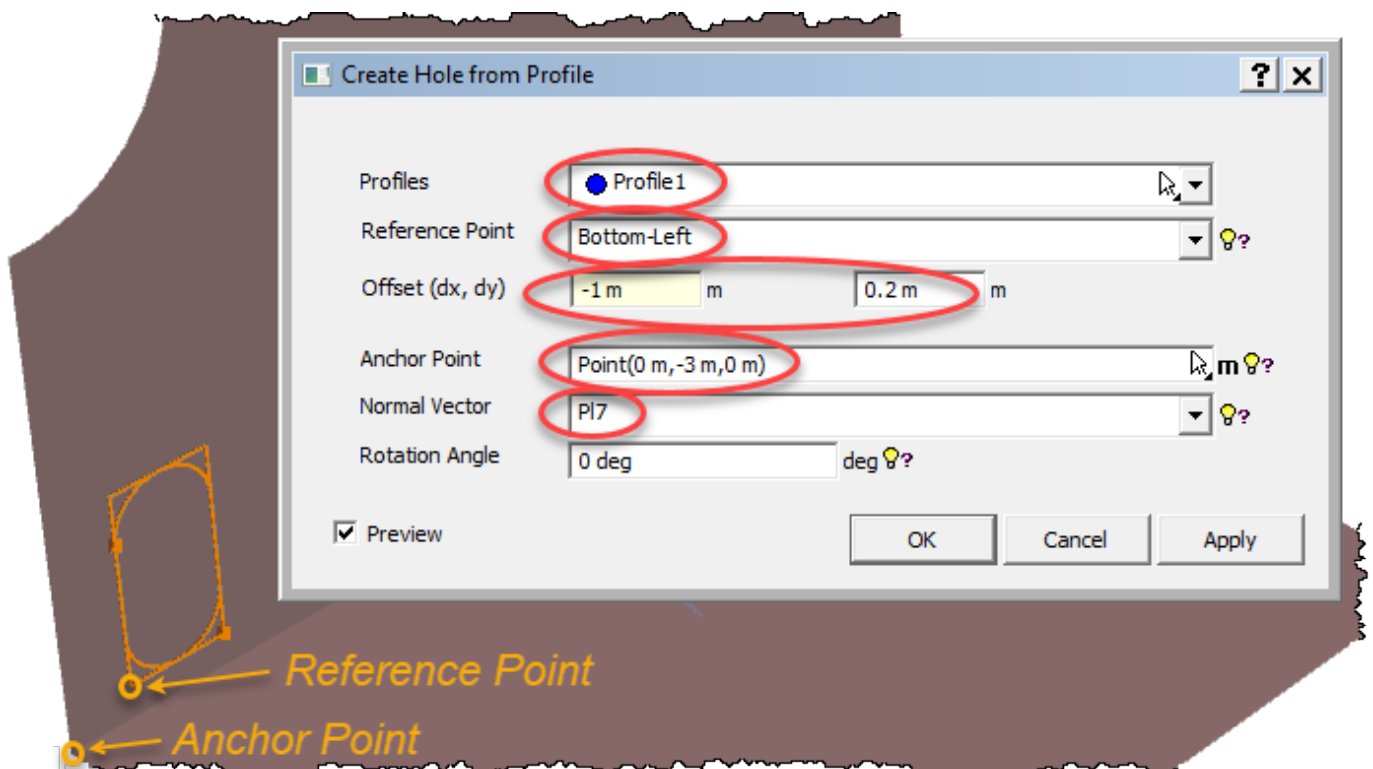 Create Hole from Profile ?
Profiles Profile1
Reference Point Bottom-Left ?
Offset (dx, dy) -1 m m 0.2 m m
Anchor Point Point(0 m,-3 m,0 m) m ?
Normal Vector Pl7 ?
Rotation Angle 0 deg deg ?
Preview OK Cancel Apply
Reference Point
Anchor Point